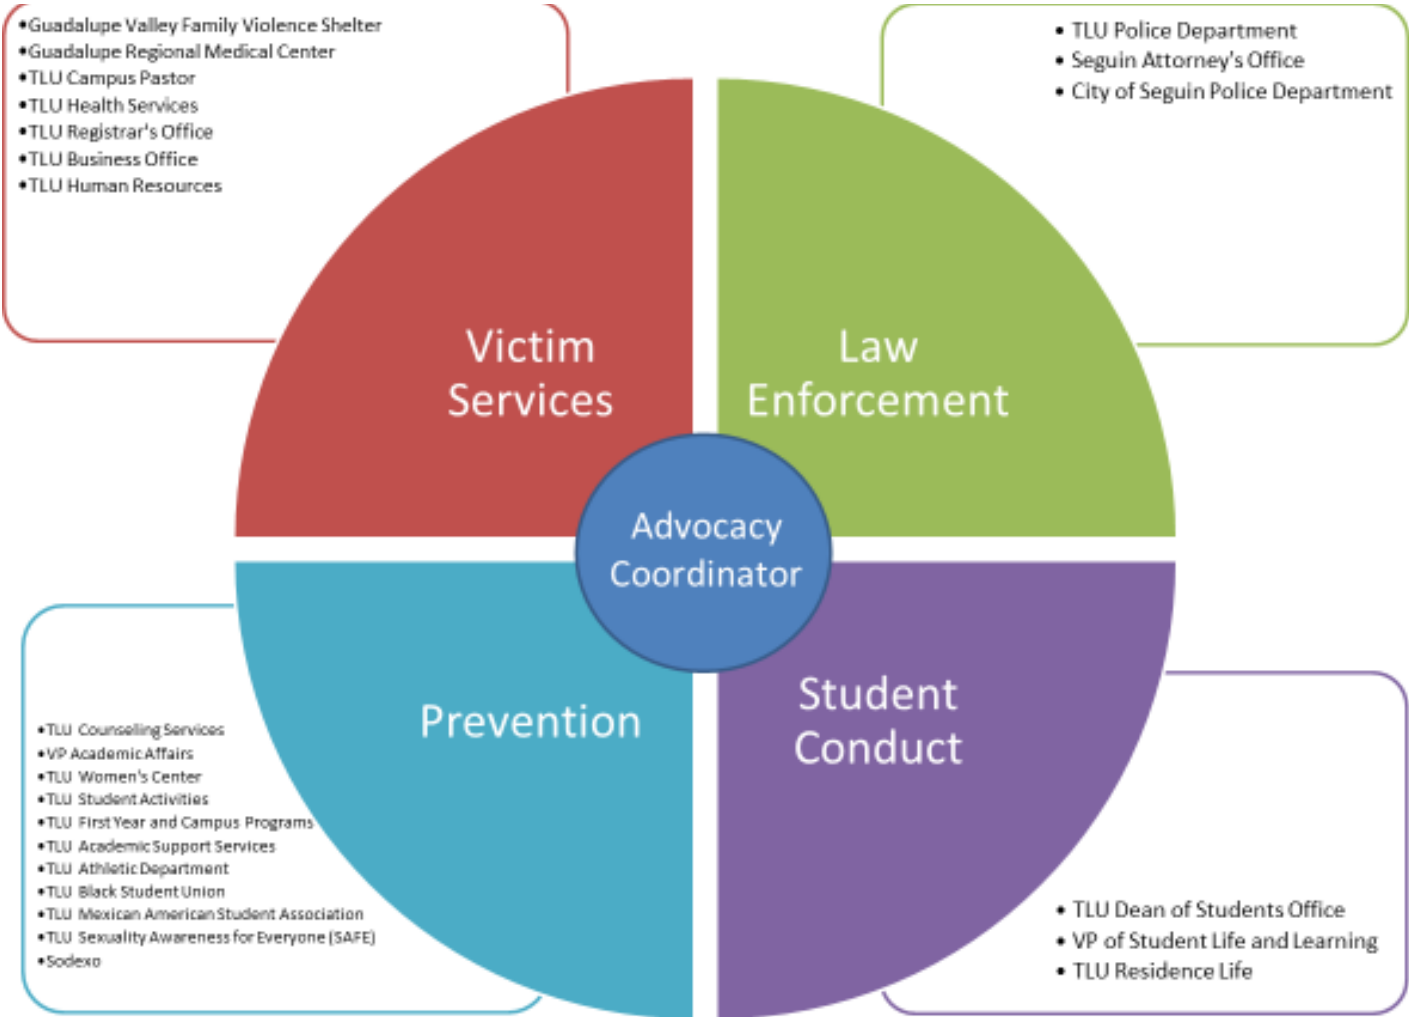 •Guadalupe Valley Family Violence Shelter
•Guadalupe Regional Medical Center
•TLU Campus Pastor
•TLU Health Services
•TLU Registrar's Office
•TLU Business Office
•TLU Human Resources
• TLU Police Department
• Seguin Attorney's Office
• City of Seguin Police Department
Victim
Services
Law
Enforcement
Advocacy
Coordinator
Prevention
Student
Conduct
•TLU Counseling Services
•VP Academic Affairs
•TLU Women's Center
•TLU Student Activities
•TLU First Year and Campus Programs
•TLU Academic Support Services
•TLU Athletic Department
•TLU Black Student Union
•TLU Mexican American Student Association
•TLU Sexuality Awareness for Everyone (SAFE)
•Sodexo
• TLU Dean of Students Office
• VP of Student Life and Learning
• TLU Residence Life